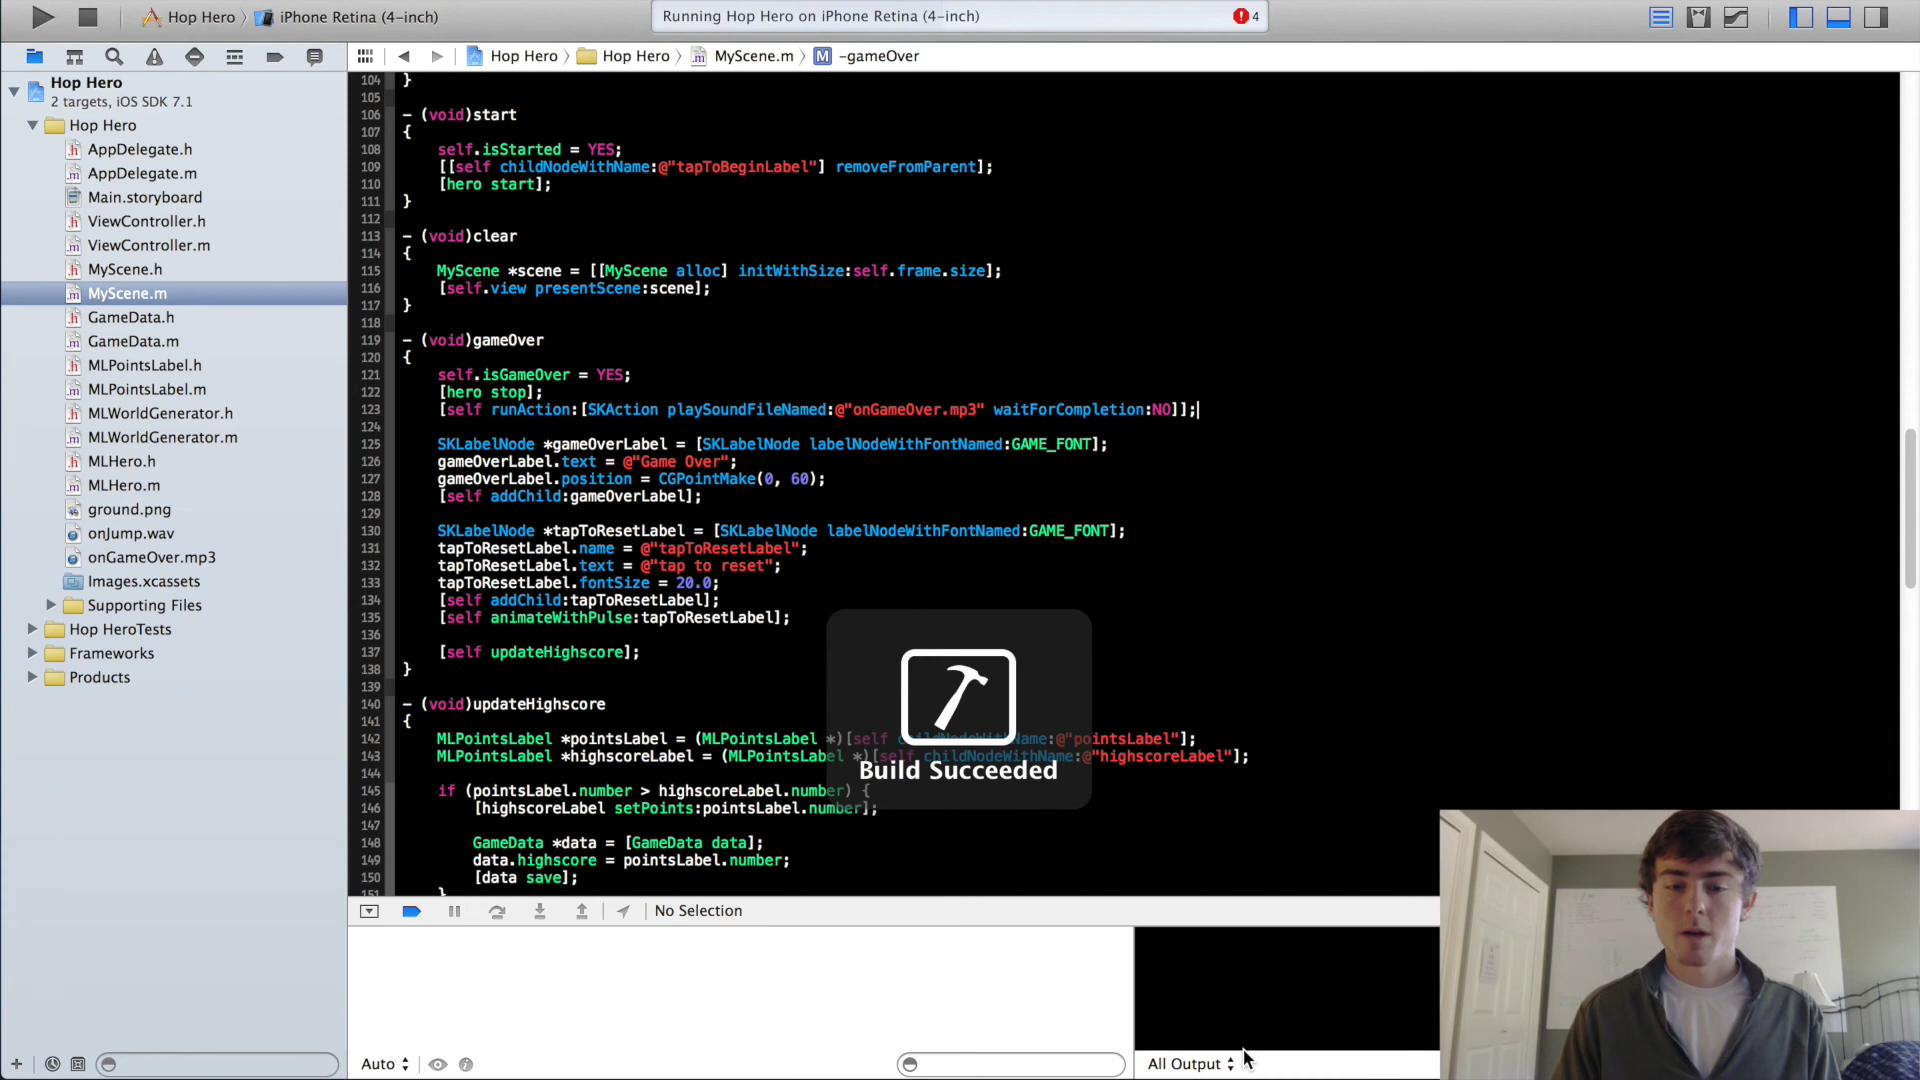 Hop Hero 〉 iPhone Retina (4-inch)
Running Hop Hero on iPhone Retina (4-inch)
4
Hop Hero 〉 Hop Hero 〉 MyScene.m 〉 M -gameOver
Hop Hero
2 targets, iOS SDK 7.1
Hop Hero
AppDelegate.h
AppDelegate.m
Main.storyboard
ViewController.h
ViewController.m
MyScene.h
MyScene.m
GameData.h
GameData.m
MLPointsLabel.h
MLPointsLabel.m
MLWorldGenerator.h
MLWorldGenerator.m
MLHero.h
MLHero.m
ground.png
onJump.wav
onGameOver.mp3
Images.xcassets
Supporting Files
Hop HeroTests
Frameworks
Products
104 }
105
106 - (void)start
107 {
108 self.isStarted = YES;
109 [[self childNodeWithName:@"tapToBeginLabel"] removeFromParent];
110 [hero start];
111 }
112
113 - (void)clear
114 {
115 MyScene *scene = [[MyScene alloc] initWithSize:self.frame.size];
116 [self.view presentScene:scene];
117 }
118
119 - (void)gameOver
120 {
121 self.isGameOver = YES;
122 [hero stop];
123 [self runAction:[SKAction playSoundFileNamed:@"onGameOver.mp3" waitForCompletion:NO]];
124
125 SKLabelNode *gameOverLabel = [SKLabelNode labelNodeWithFontNamed:GAME_FONT];
126 gameOverLabel.text = @"Game Over";
127 gameOverLabel.position = CGPointMake(0, 60);
128 [self addChild:gameOverLabel];
129
130 SKLabelNode *tapToResetLabel = [SKLabelNode labelNodeWithFontNamed:GAME_FONT];
131 tapToResetLabel.name = @"tapToResetLabel";
132 tapToResetLabel.text = @"tap to reset";
133 tapToResetLabel.fontSize = 20.0;
134 [self addChild:tapToResetLabel];
135 [self animateWithPulse:tapToResetLabel];
136
137 [self updateHighscore];
138 }
139
140 - (void)updateHighscore
141 {
142 MLPointsLabel *pointsLabel = (MLPointsLabel *)[self childNodeWithName:@"pointsLabel"];
143 MLPointsLabel *highscoreLabel = (MLPointsLabel *)[self childNodeWithName:@"highscoreLabel"];
144
145 if (pointsLabel.number > highscoreLabel.number) {
146 [highscoreLabel setPoints:pointsLabel.number];
147
148 GameData *data = [GameData data];
149 data.highscore = pointsLabel.number;
150 [data save];
151 }
Build Succeeded
No Selection
Auto
All Output